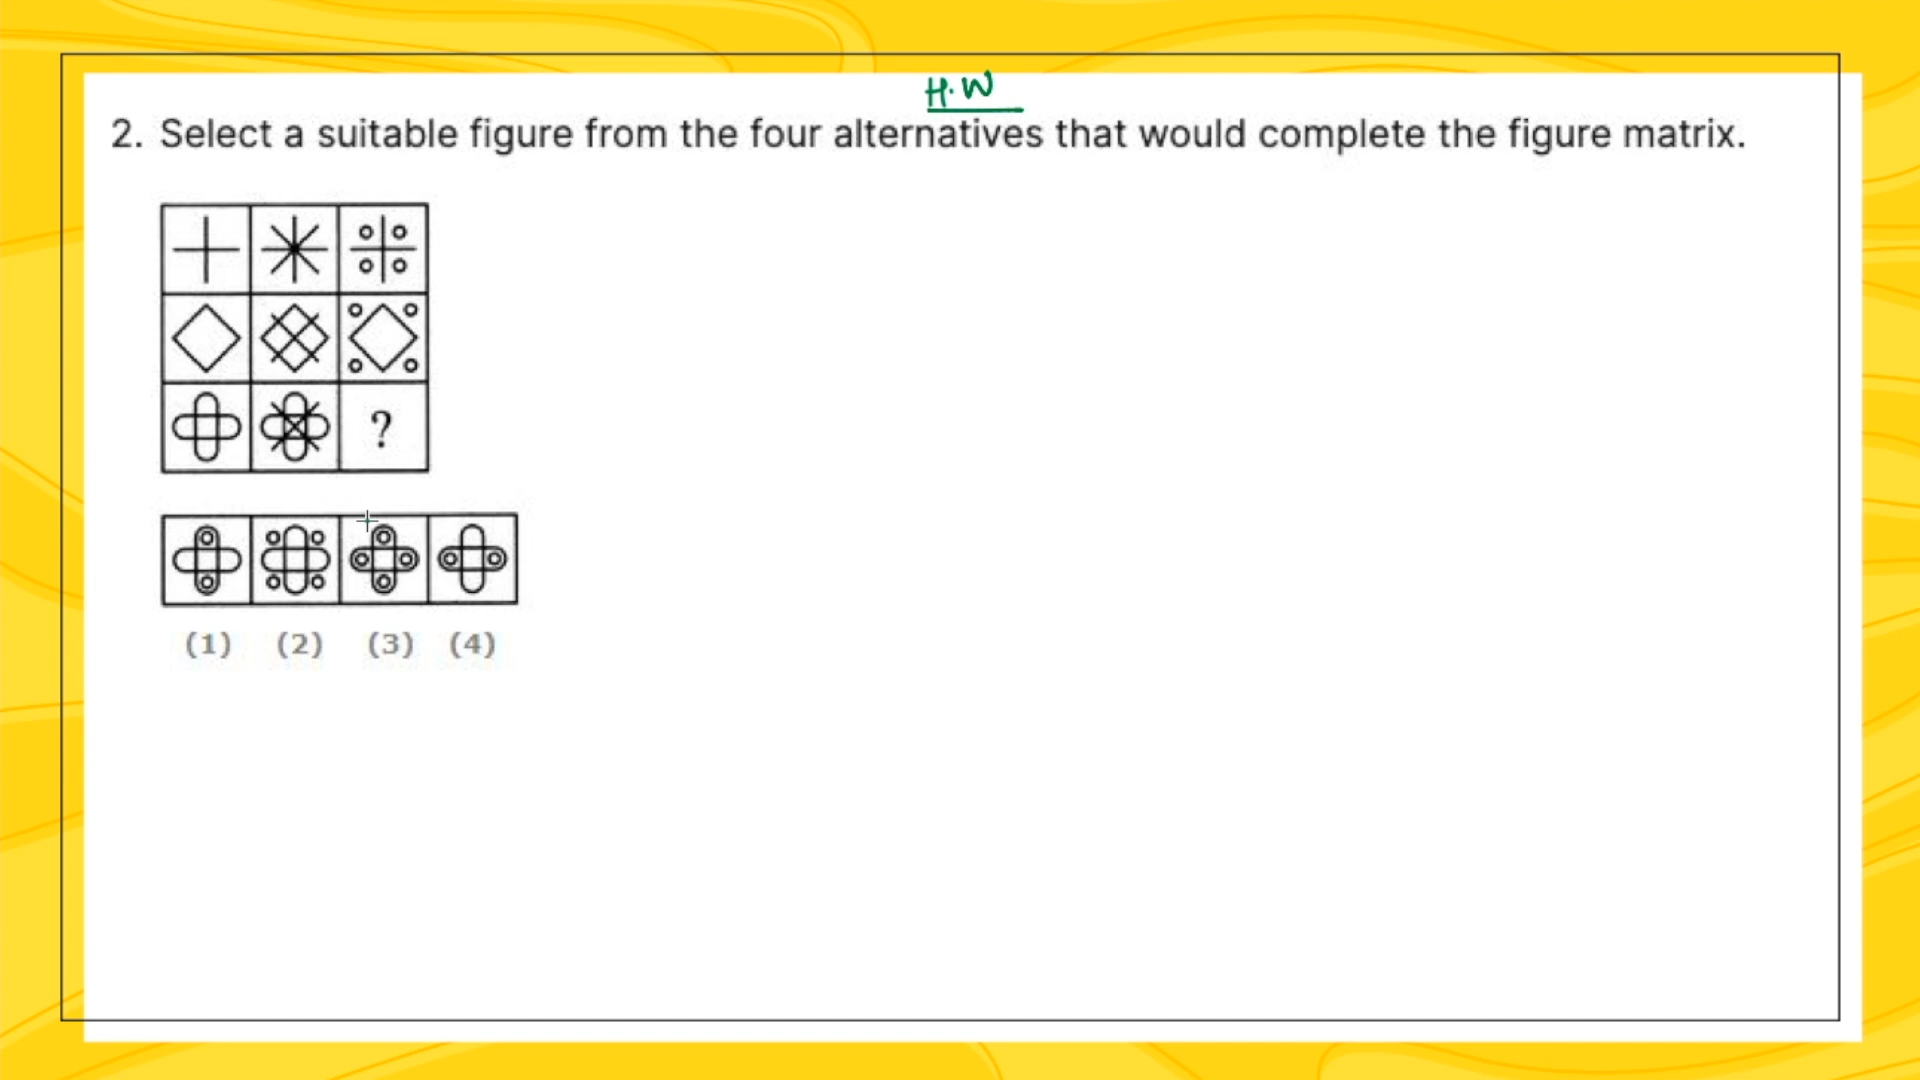 H.W
2. Select a suitable figure from the four alternatives that would complete the figure matrix.
?
(1) (2) (3) (4)